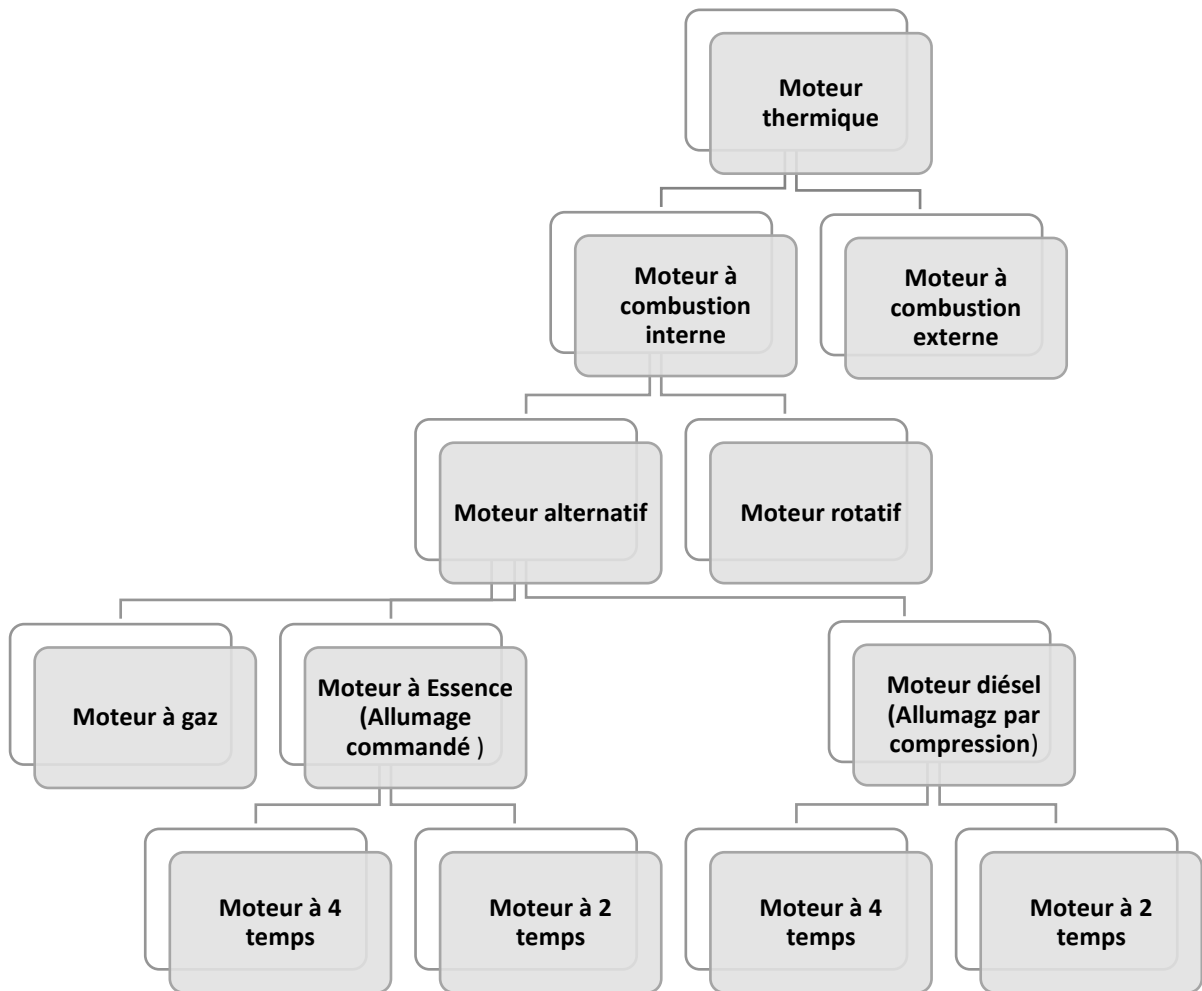 Moteur
thermique
Moteur à
combustion
interne
Moteur à
combustion
externe
Moteur alternatif
Moteur rotatif
Moteur à gaz
Moteur à Essence
(Allumage
commandé )
Moteur diésel
(Allumagz par
compression)
Moteur à 4
temps
Moteur à 2
temps
Moteur à 4
temps
Moteur à 2
temps